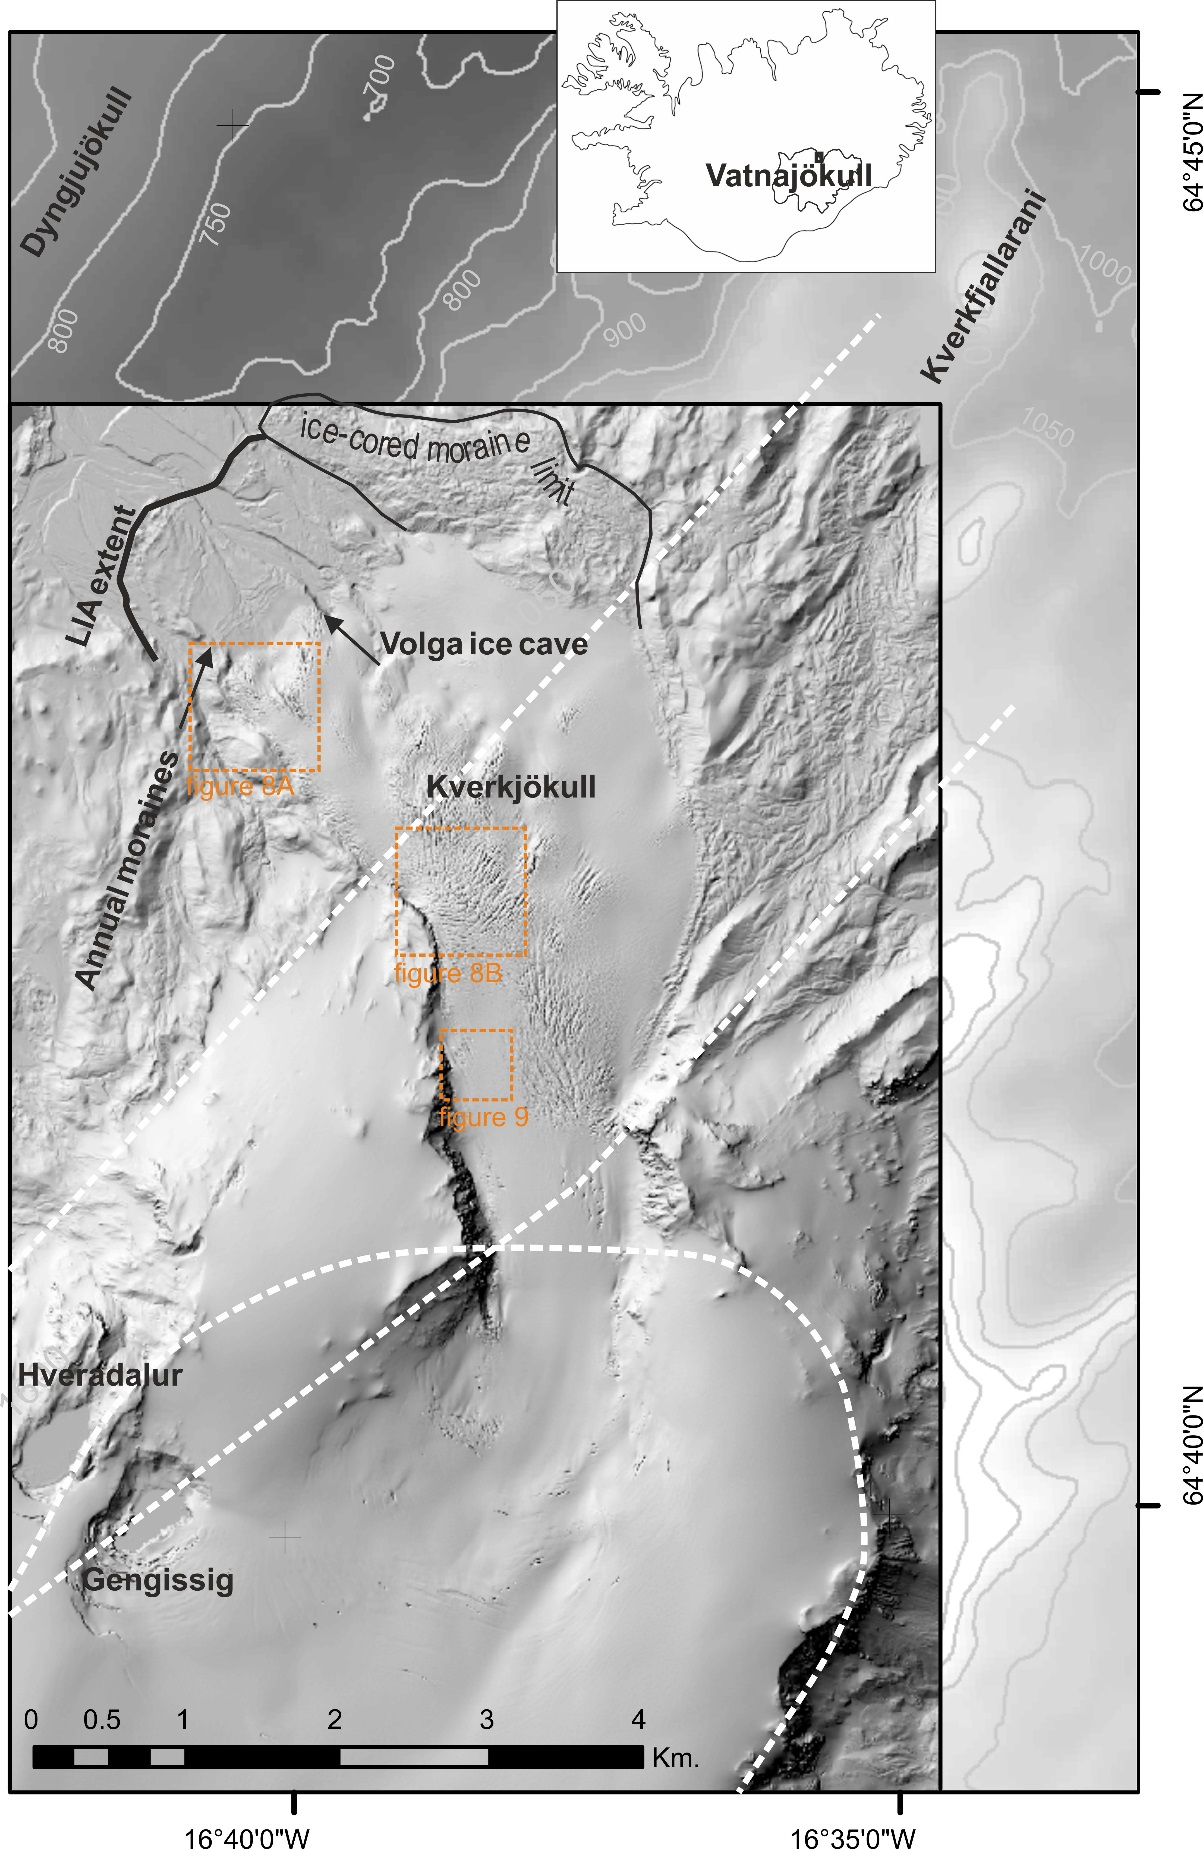 Vatnajökull
64°45'0"N
Dyngjujökull
700
750
800
800
900
Kverkfjallarani
1000
1050
ice-cored moraine
limit
LIA extent
Volga ice cave
figure 8A
Annual moraines
Kverkjökull
figure 8B
figure 9
Hveradalur
64°40'0"N
Gengissig
0 0.5 1 2 3 4
Km.
16°40'0"W
16°35'0"W